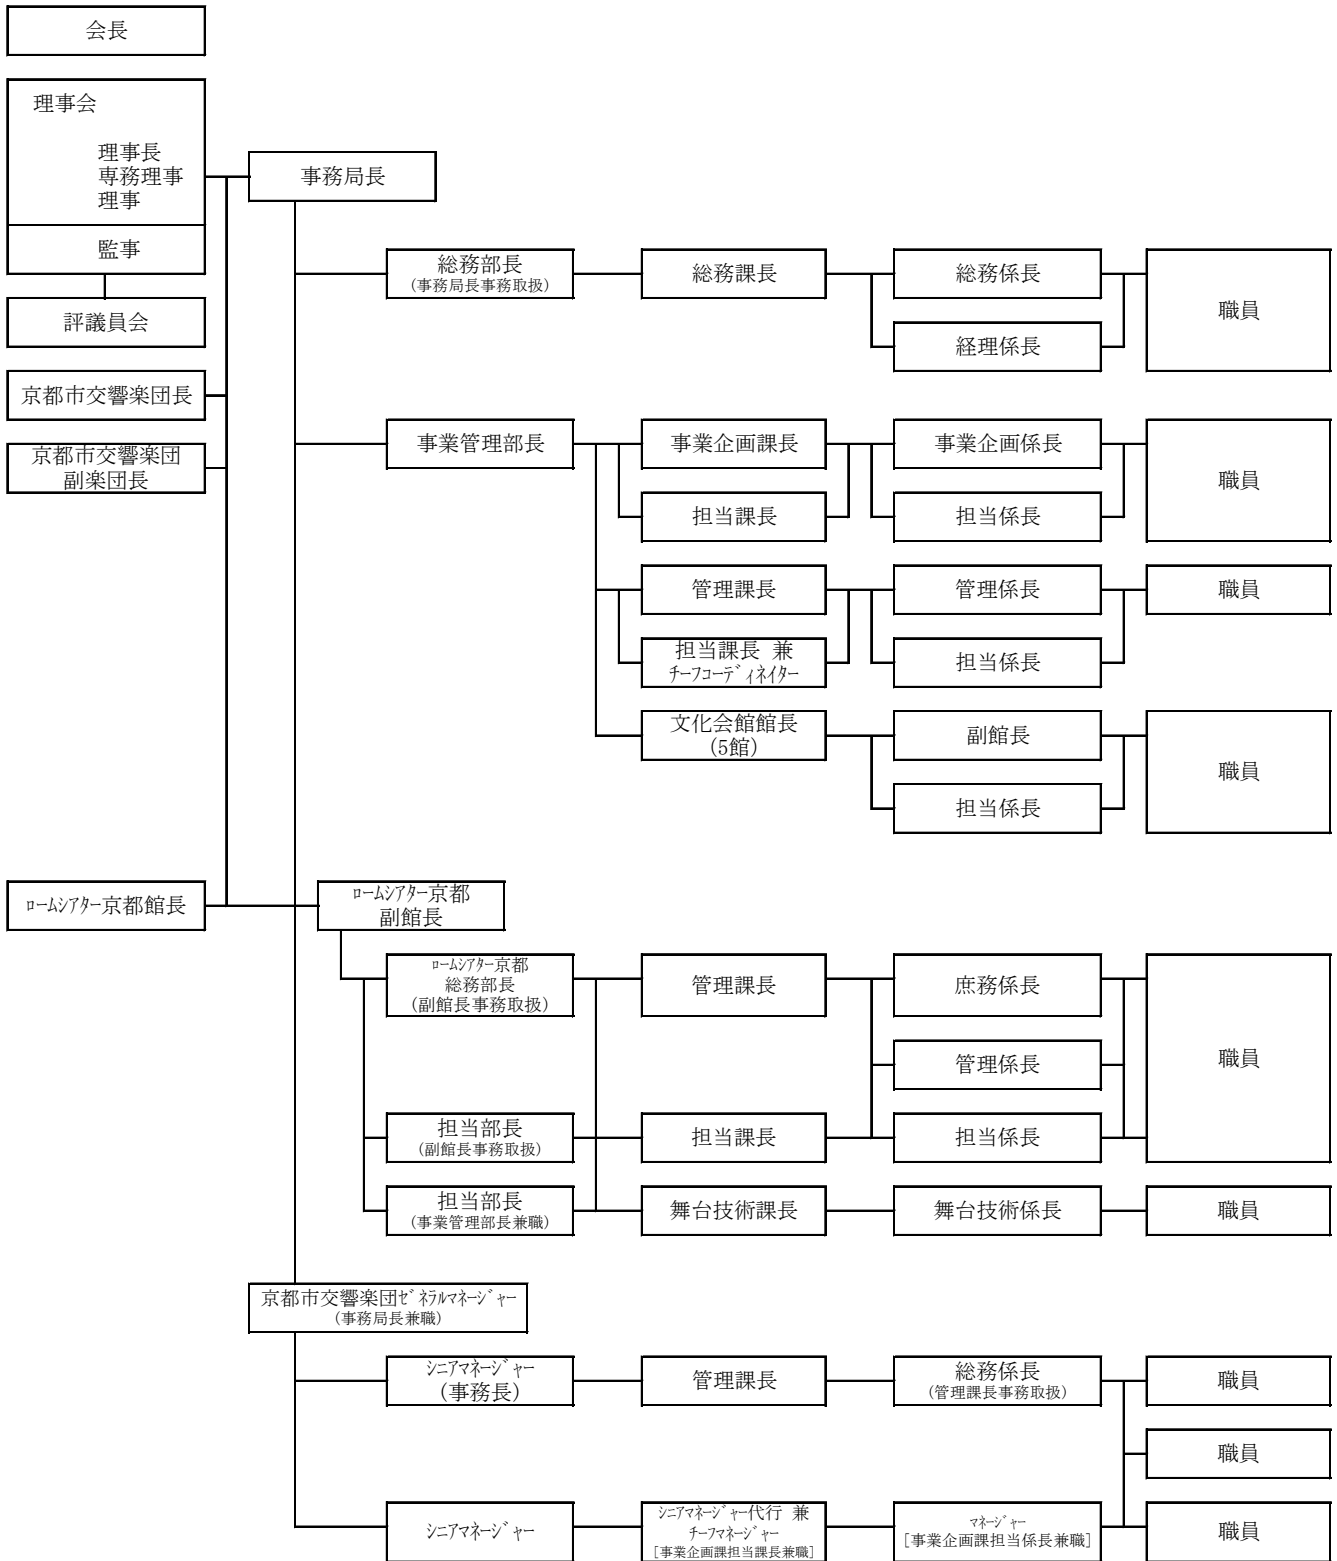 会長
理事会
理事長
専務理事
理事
監事
評議員会
京都市交響楽団長
京都市交響楽団
副楽団長
事務局長
総務部長
(事務局長事務取扱)
総務課長
総務係長
経理係長
職員
事業管理部長
事業企画課長
担当課長
事業企画係長
担当係長
職員
管理課長
担当課長 兼
ﾁｰﾌｺｰﾃﾞｨﾈｲﾀｰ
管理係長
担当係長
職員
文化会館館長
(5館)
副館長
担当係長
職員
ﾛｰﾑｼｱﾀｰ京都館長
ﾛｰﾑｼｱﾀｰ京都
副館長
ﾛｰﾑｼｱﾀｰ京都
総務部長
(副館長事務取扱)
管理課長
庶務係長
管理係長
職員
担当部長
(副館長事務取扱)
担当課長
担当係長
担当部長
(事業管理部長兼職)
舞台技術課長
舞台技術係長
職員
京都市交響楽団ｾﾞﾈﾗﾙﾏﾈｰｼﾞｬｰ
(事務局長兼職)
ｼﾆｱﾏﾈｰｼﾞｬｰ
(事務長)
管理課長
総務係長
(管理課長事務取扱)
職員
職員
ｼﾆｱﾏﾈｰｼﾞｬｰ
ｼﾆｱﾏﾈｰｼﾞｬｰ代行 兼
ﾁｰﾌﾏﾈｰｼﾞｬｰ
[事業企画課担当課長兼職]
ﾏﾈｰｼﾞｬｰ
[事業企画課担当係長兼職]
職員